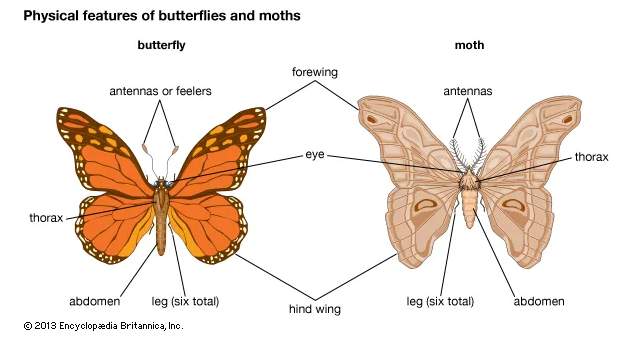 Physical features of butterflies and moths
butterfly
moth
forewing
antennas or feelers
antennas
eye
thorax
thorax
abdomen
leg (six total)
hind wing
leg (six total)
abdomen
© 2013 Encyclopædia Britannica, Inc.